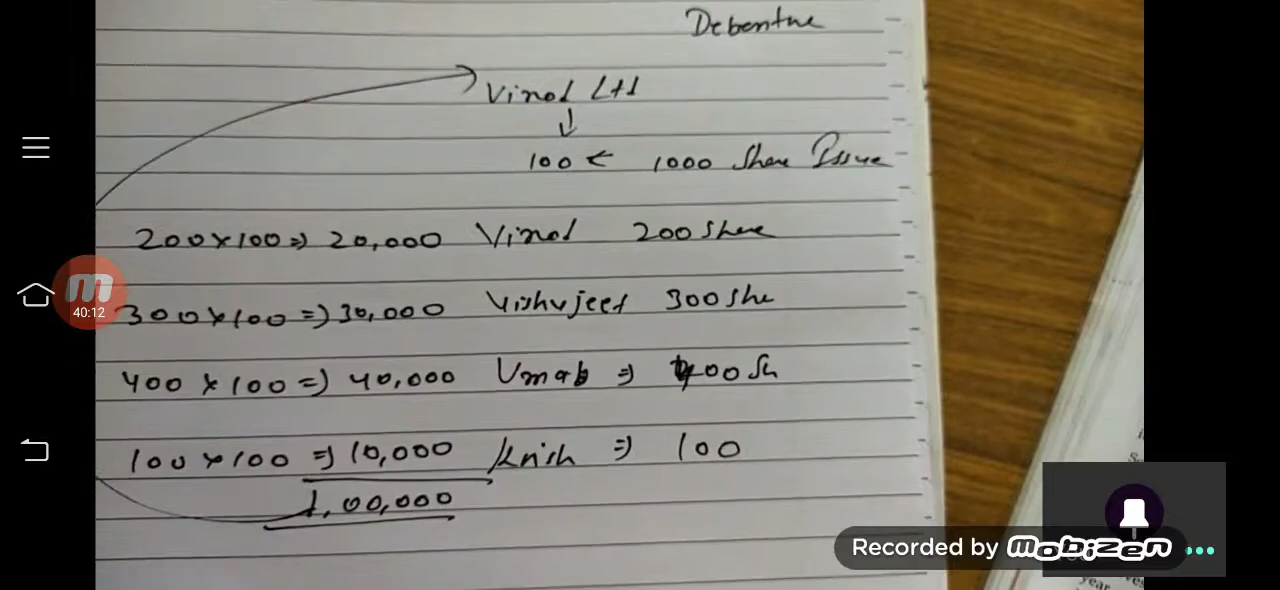 Debenture
Vinod Ltd
100 ← 1000 Share Issue
200×100⇒ 20,000 Vinod 200 Share
300×100⇒ 30,000 Vishvjeet 300 She
400×100⇒ 40,000 ⇒ 400 Sh
100×100⇒ 10,000 Krish ⇒ 100
1,00,000
40:12
Recorded by mobizen
year